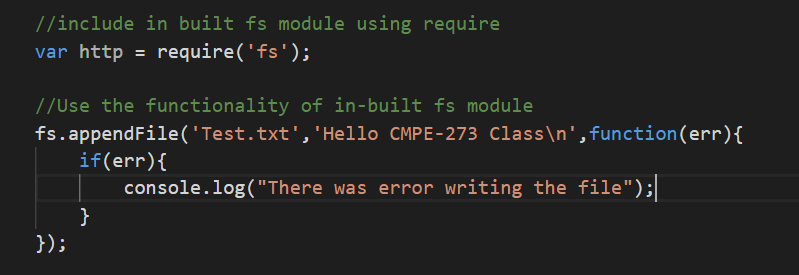 //include in built fs module using require
var http = require('fs');
//Use the functionality of in-built fs module
fs.appendFile('Test.txt','Hello CMPE-273 Class\n',function(err){
if(err){
console.log("There was error writing the file");
}
});